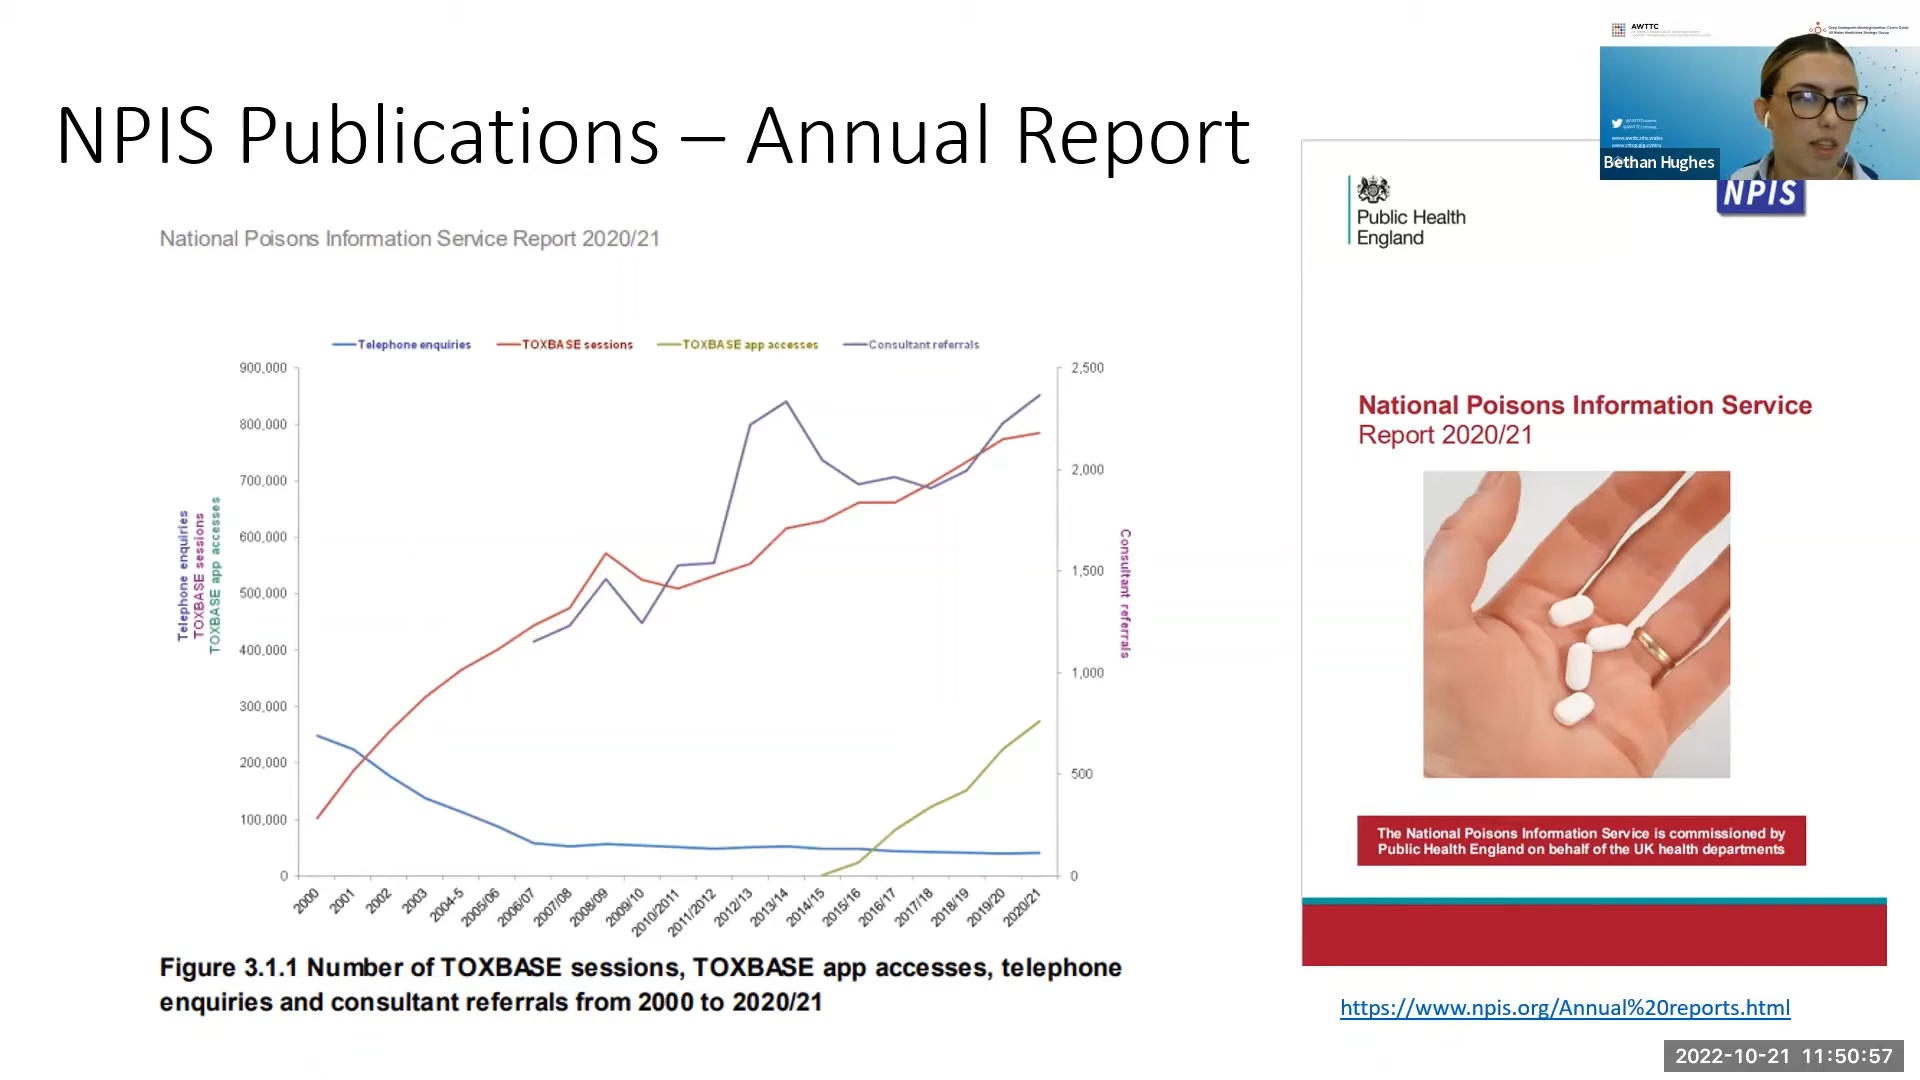 NPIS Publications – Annual Report
National Poisons Information Service Report 2020/21
Telephone enquiries
TOXBASE sessions
TOXBASE app accesses
Consultant referrals
900,000
800,000
700,000
600,000
500,000
400,000
300,000
200,000
100,000
0
Telephone enquiries
TOXBASE sessions
TOXBASE app accesses
2,500
2,000
1,500
1,000
500
0
Consultant referrals
2000
2001
2002
2003
2004-5
2005/06
2006/07
2007/08
2008/09
2009/10
2010/2011
2011/2012
2012/13
2013/14
2014/15
2015/16
2016/17
2017/18
2018/19
2019/20
2020/21
Figure 3.1.1 Number of TOXBASE sessions, TOXBASE app accesses, telephone
enquiries and consultant referrals from 2000 to 2020/21
AWTTC
Bethan Hughes
NPIS
Public Health
England
National Poisons Information Service
Report 2020/21
The National Poisons Information Service is commissioned by
Public Health England on behalf of the UK health departments
https://www.npis.org/Annual%20reports.html
2022-10-21 11:50:57